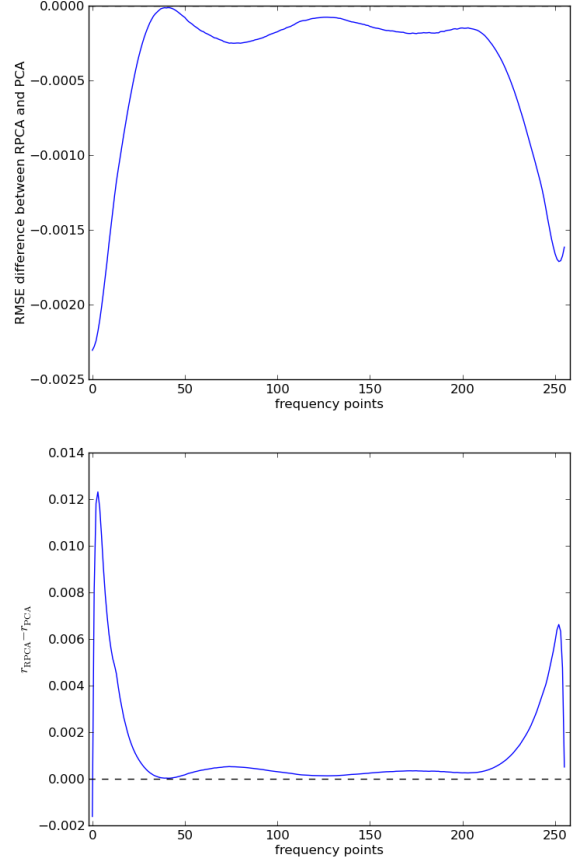 0.0000
−0.0005
−0.0010
−0.0015
−0.0020
−0.0025
RMSE difference between RPCA and PCA
0 50 100 150 200 250
frequency points
0.014
0.012
0.010
0.008
0.006
0.004
0.002
0.000
−0.002
r_RPCA−r_PCA
0 50 100 150 200 250
frequency points